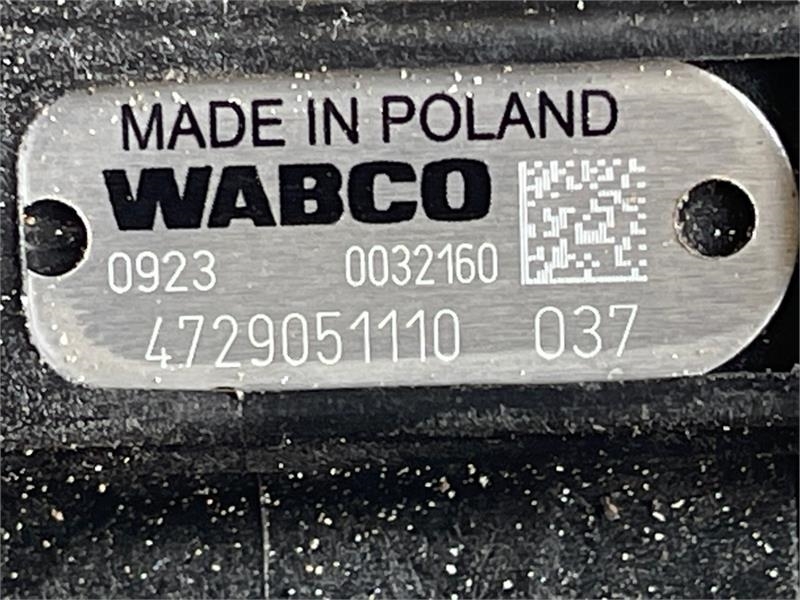 MADE IN POLAND
WABCO
0923 0032160
4729051110 037